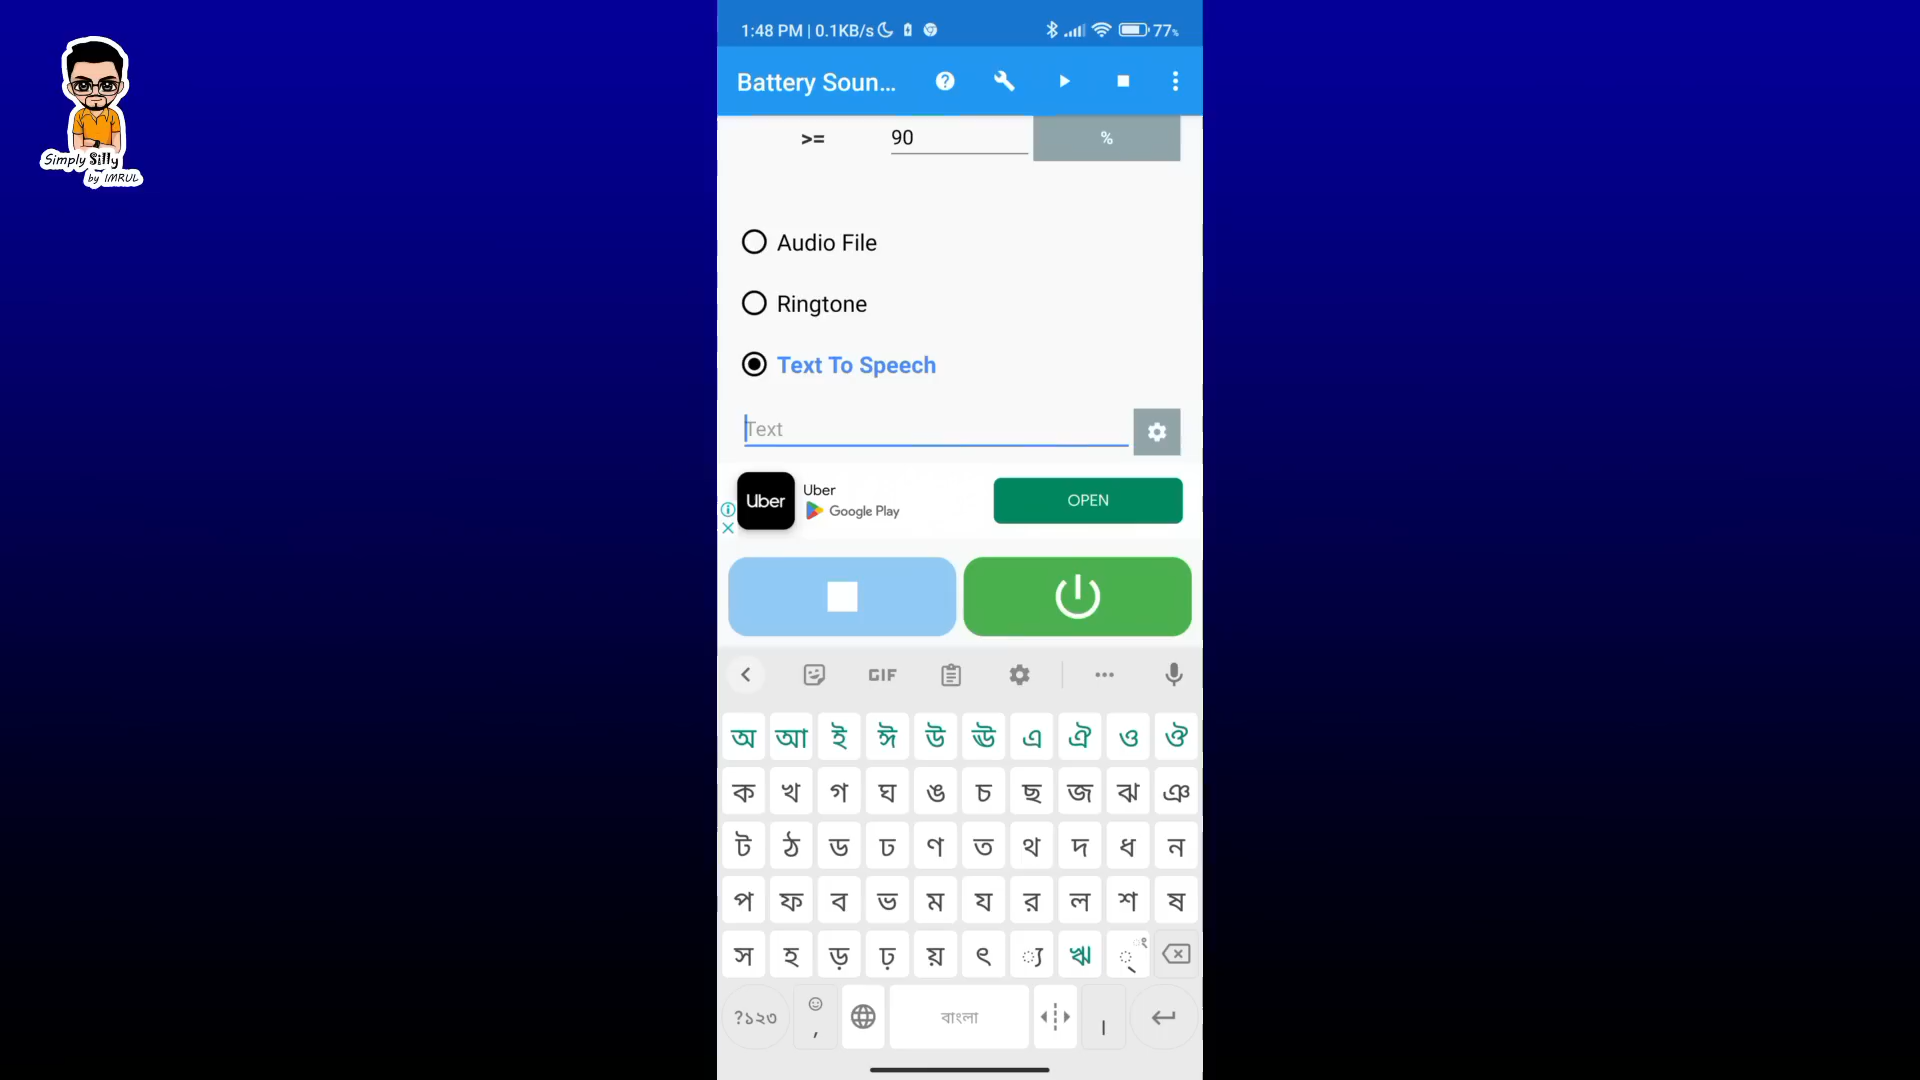 1:48 PM | 0.1KB/s 77%
Simply Silly
by IMRUL
Battery Soun...
>= 90 %
Audio File
Ringtone
Text To Speech
Text
Uber Uber
Google Play
OPEN
GIF
অ আ ই ঈ উ ঊ এ ঐ ও ঔ
ক খ গ ঘ ঙ চ ছ জ ঝ ঞ
ট ঠ ড ঢ ণ ত থ দ ধ ন
প ফ ব ভ ম য র ল শ ষ
স হ ড় ঢ় য় ৎ ্য ঋ ্ ং
?১২৩ , বাংলা ।